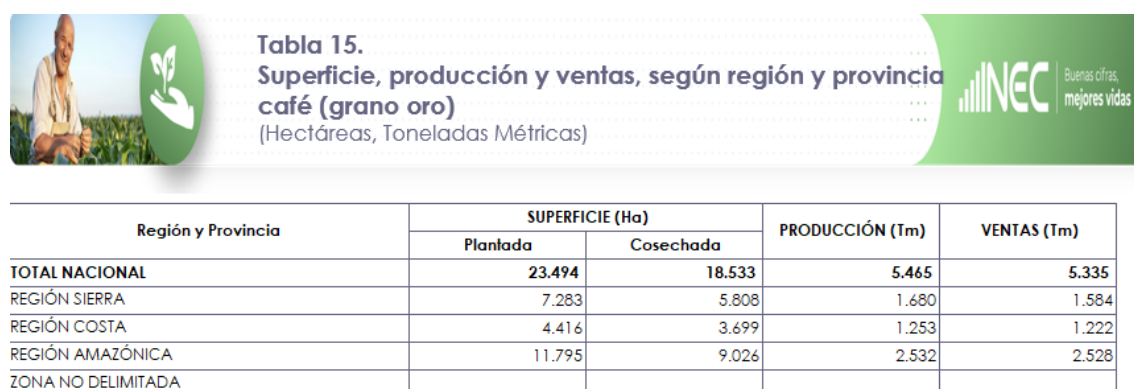 Tabla 15.
Superficie, producción y ventas, según región y provincia
café (grano oro)
(Hectáreas, Toneladas Métricas)
INEC
Buenas cifras,
mejores vidas
Región y Provincia SUPERFICIE (Ha) PRODUCCIÓN (Tm) VENTAS (Tm)
Plantada Cosechada
TOTAL NACIONAL 23.494 18.533 5.465 5.335
REGIÓN SIERRA 7.283 5.808 1.680 1.584
REGIÓN COSTA 4.416 3.699 1.253 1.222
REGIÓN AMAZÓNICA 11.795 9.026 2.532 2.528
ZONA NO DELIMITADA